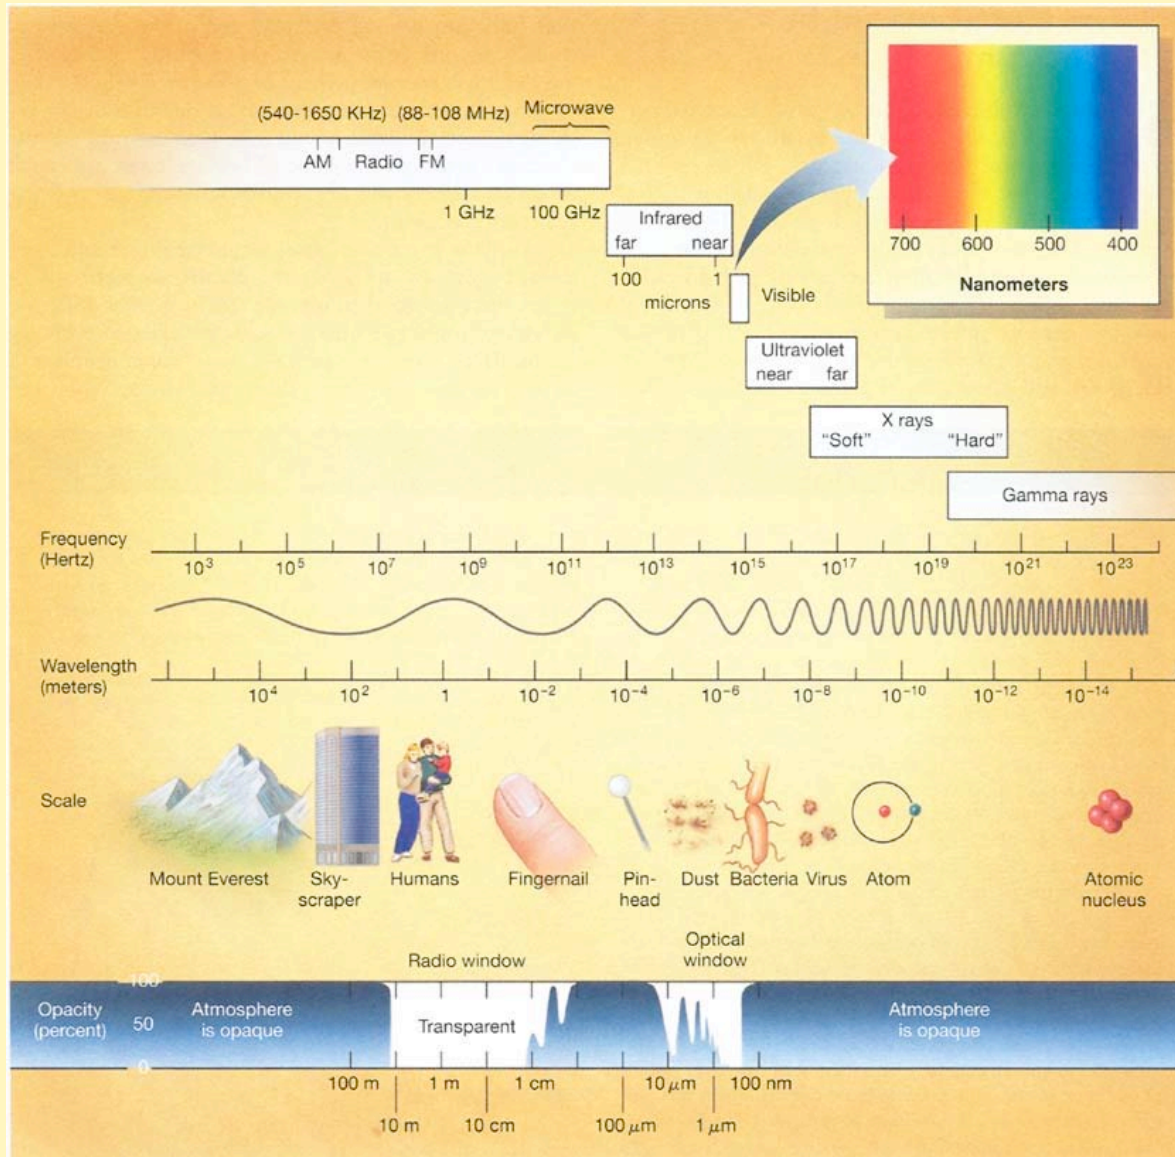 (540-1650 KHz) (88-108 MHz) Microwave
AM Radio FM
1 GHz 100 GHz
Infrared
far near
100 1
microns
Visible
700 600 500 400
Nanometers
Ultraviolet
near far
X rays
“Soft” “Hard”
Gamma rays
Frequency
(Hertz)
10³ 10⁵ 10⁷ 10⁹ 10¹¹ 10¹³ 10¹⁵ 10¹⁷ 10¹⁹ 10²¹ 10²³
Wavelength
(meters)
10⁴ 10² 1 10⁻² 10⁻⁴ 10⁻⁶ 10⁻⁸ 10⁻¹⁰ 10⁻¹² 10⁻¹⁴
Scale
Mount Everest
Sky-
scraper
Humans
Fingernail
Pin-
head
Dust
Bacteria
Virus
Atom
Atomic
nucleus
Radio window
Optical
window
Opacity
(percent)
100
50
0
Atmosphere
is opaque
Transparent
Atmosphere
is opaque
100 m 1 m 1 cm 10 μm 100 nm
10 m 10 cm 100 μm 1 μm